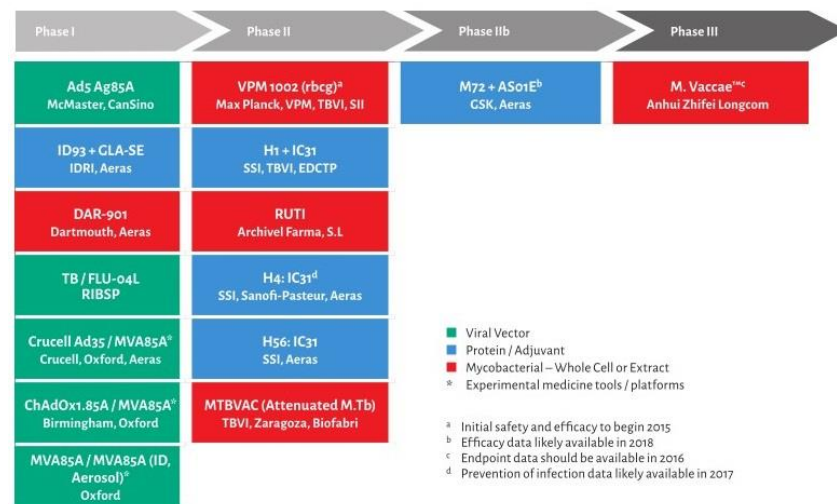 Phase I
Phase II
Phase IIb
Phase III
Ad5 Ag85A
McMaster, CanSino
ID93 + GLA-SE
IDRI, Aeras
DAR-901
Dartmouth, Aeras
TB / FLU-04L
RIBSP
Crucell Ad35 / MVA85A*
Crucell, Oxford, Aeras
ChAdOx1.85A / MVA85A*
Birmingham, Oxford
MVA85A / MVA85A (ID,
Aerosol)*
Oxford
VPM 1002 (rbcg)a
Max Planck, VPM, TBVI, SII
H1 + IC31
SSI, TBVI, EDCTP
RUTI
Archivel Farma, S.L
H4: IC31d
SSI, Sanofi-Pasteur, Aeras
H56: IC31
SSI, Aeras
MTBVAC (Attenuated M.Tb)
TBVI, Zaragoza, Biofabri
M72 + AS01Eb
GSK, Aeras
M. Vaccae™c
Anhui Zhifei Longcom
Viral Vector
Protein / Adjuvant
Mycobacterial – Whole Cell or Extract
* Experimental medicine tools / platforms
a Initial safety and efficacy to begin 2015
b Efficacy data likely available in 2018
c Endpoint data should be available in 2016
d Prevention of infection data likely available in 2017